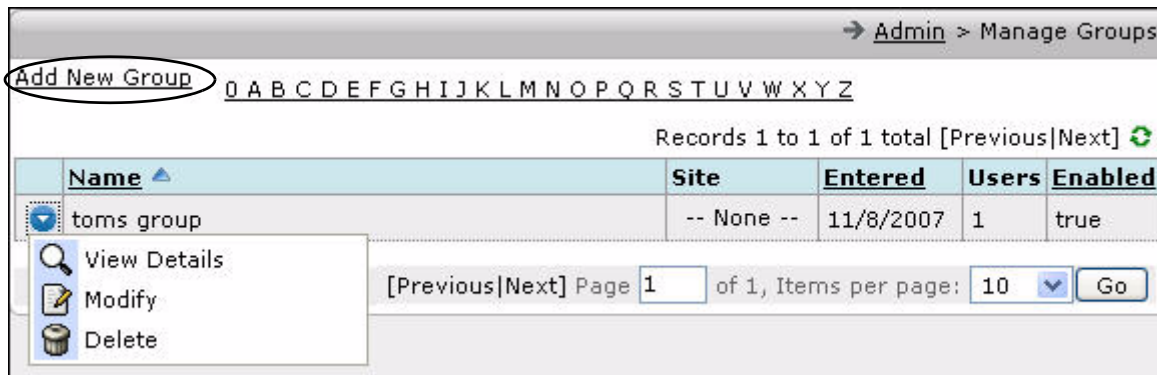 Admin > Manage Groups
Add New Group
0 A B C D E F G H I J K L M N O P Q R S T U V W X Y Z
Records 1 to 1 of 1 total [Previous|Next]
Name Site Entered Users Enabled
toms group -- None -- 11/8/2007 1 true
View Details
[Previous|Next] Page 1 of 1, Items per page: 10 Go
Modify
Delete